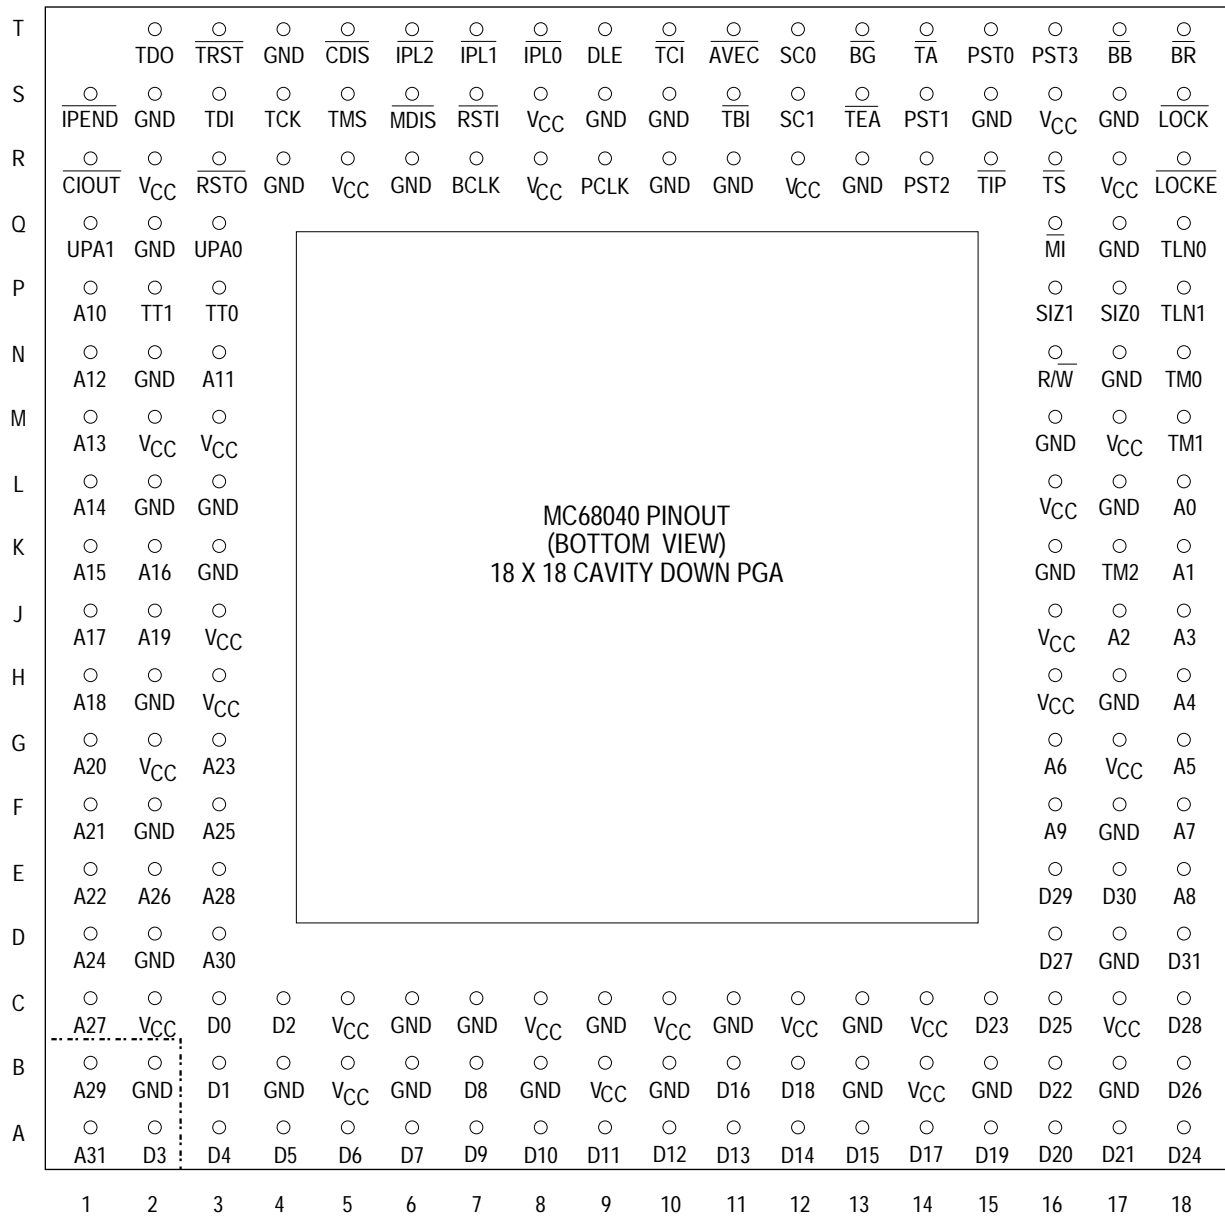 T
TDO TRST GND CDIS IPL2 IPL1 IPL0 DLE TCI AVEC SC0 BG TA PST0 PST3 BB BR
S
IPEND GND TDI TCK TMS MDIS RSTI VCC GND GND TBI SC1 TEA PST1 GND VCC GND LOCK
R
CIOUT VCC RSTO GND VCC GND BCLK VCC PCLK GND GND VCC GND PST2 TIP TS VCC LOCKE
Q
UPA1 GND UPA0 MI GND TLN0
P
A10 TT1 TT0 SIZ1 SIZ0 TLN1
N
A12 GND A11 R/W GND TM0
M
A13 VCC VCC GND VCC TM1
L
A14 GND GND VCC GND A0
MC68040 PINOUT
(BOTTOM VIEW)
18 X 18 CAVITY DOWN PGA
K
A15 A16 GND GND TM2 A1
J
A17 A19 VCC VCC A2 A3
H
A18 GND VCC VCC GND A4
G
A20 VCC A23 A6 VCC A5
F
A21 GND A25 A9 GND A7
E
A22 A26 A28 D29 D30 A8
D
A24 GND A30 D27 GND D31
C
A27 VCC D0 D2 VCC GND GND VCC GND VCC GND VCC GND VCC D23 D25 VCC D28
B
A29 GND D1 GND VCC GND D8 GND VCC GND D16 D18 GND VCC GND D22 GND D26
A
A31 D3 D4 D5 D6 D7 D9 D10 D11 D12 D13 D14 D15 D17 D19 D20 D21 D24
1 2 3 4 5 6 7 8 9 10 11 12 13 14 15 16 17 18